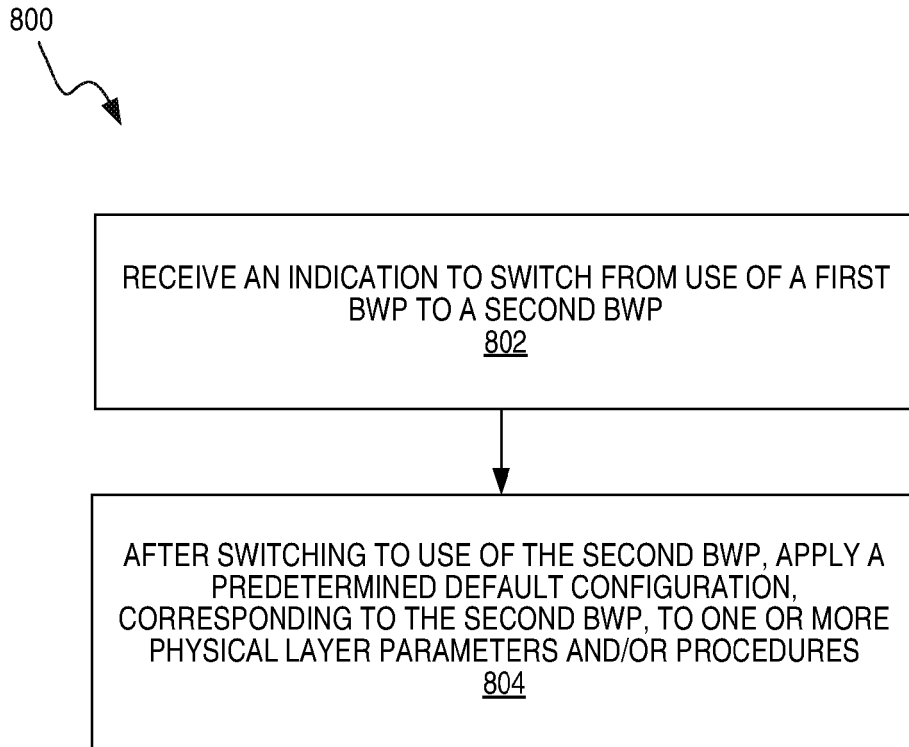 800
RECEIVE AN INDICATION TO SWITCH FROM USE OF A FIRST
BWP TO A SECOND BWP
802
AFTER SWITCHING TO USE OF THE SECOND BWP, APPLY A
PREDETERMINED DEFAULT CONFIGURATION,
CORRESPONDING TO THE SECOND BWP, TO ONE OR MORE
PHYSICAL LAYER PARAMETERS AND/OR PROCEDURES
804